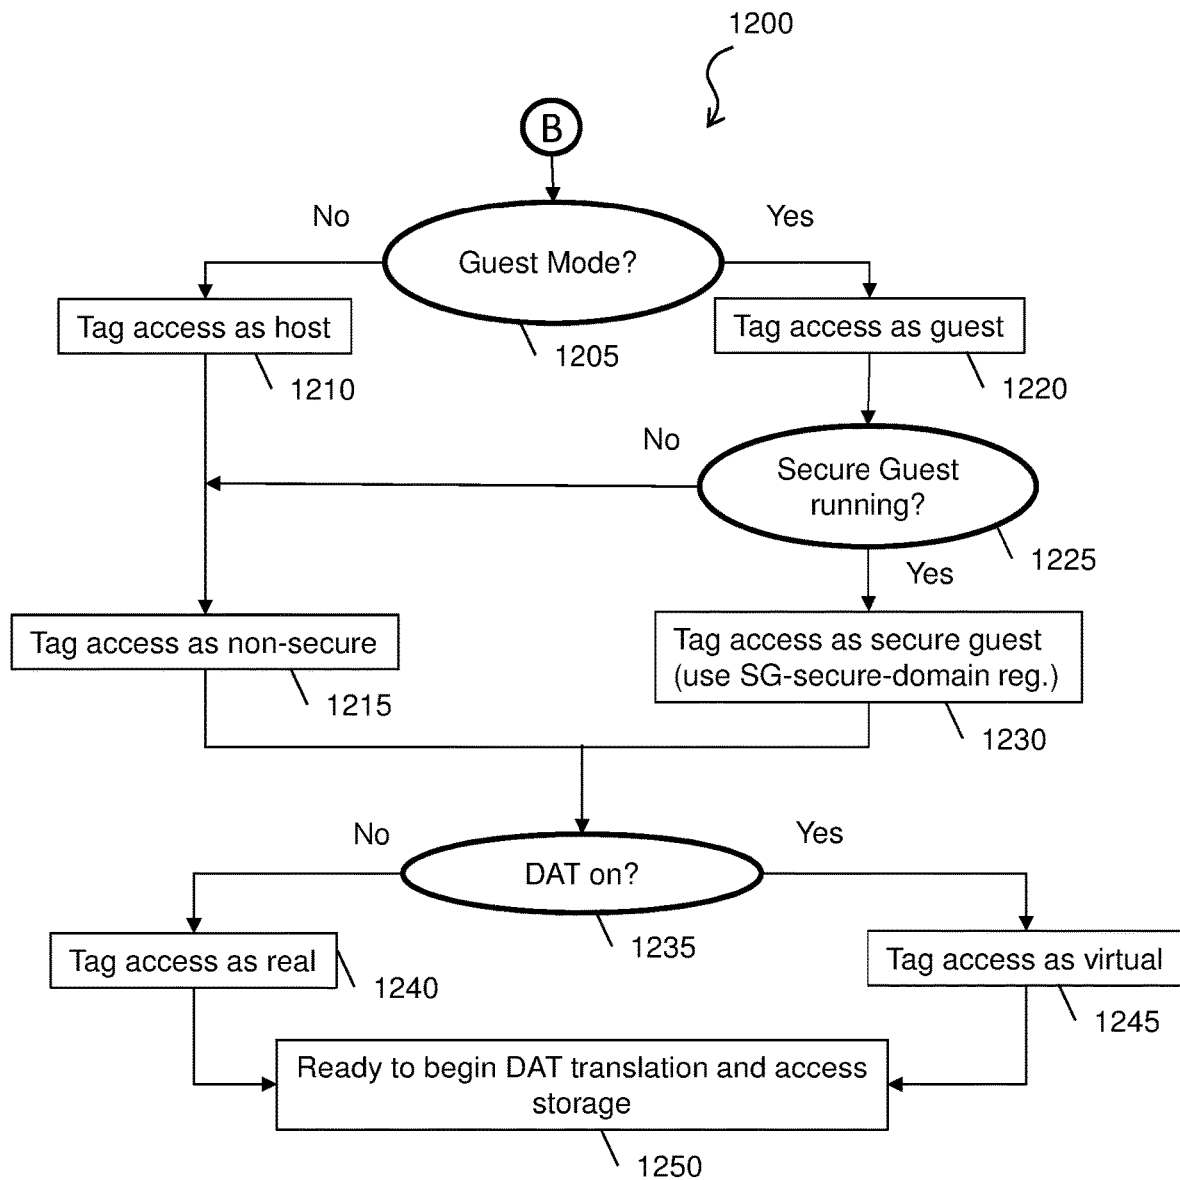 1200
B
No
Yes
Guest Mode?
1205
Tag access as host
1210
Tag access as guest
1220
No
Secure Guest
running?
1225
Yes
Tag access as non-secure
1215
Tag access as secure guest
(use SG-secure-domain reg.)
1230
No
Yes
DAT on?
1235
Tag access as real
1240
Tag access as virtual
1245
Ready to begin DAT translation and access
storage
1250